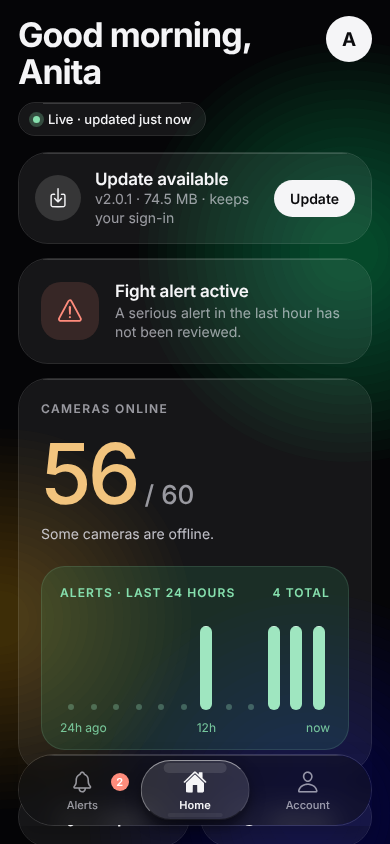 Good morning,
Anita
A
Live · updated just now
Update available
v2.0.1 · 74.5 MB · keeps
your sign-in
Update
Fight alert active
A serious alert in the last hour has
not been reviewed.
CAMERAS ONLINE
56 / 60
Some cameras are offline.
ALERTS · LAST 24 HOURS 4 TOTAL
24h ago 12h now
2
Alerts Home Account